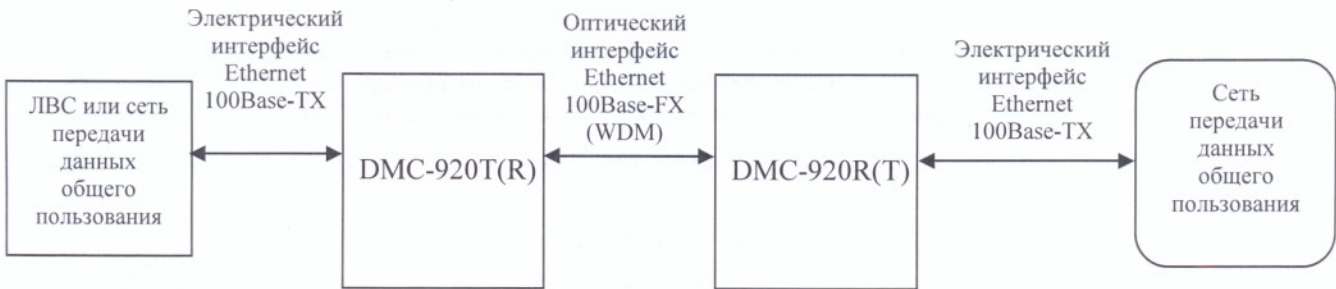 Электрический
интерфейс
Ethernet
100Base-TX
Оптический
интерфейс
Ethernet
100Base-FX
(WDM)
Электрический
интерфейс
Ethernet
100Base-TX
ЛВС или сеть
передачи
данных
общего
пользования
DMC-920T(R)
DMC-920R(T)
Сеть
передачи
данных
общего
пользования